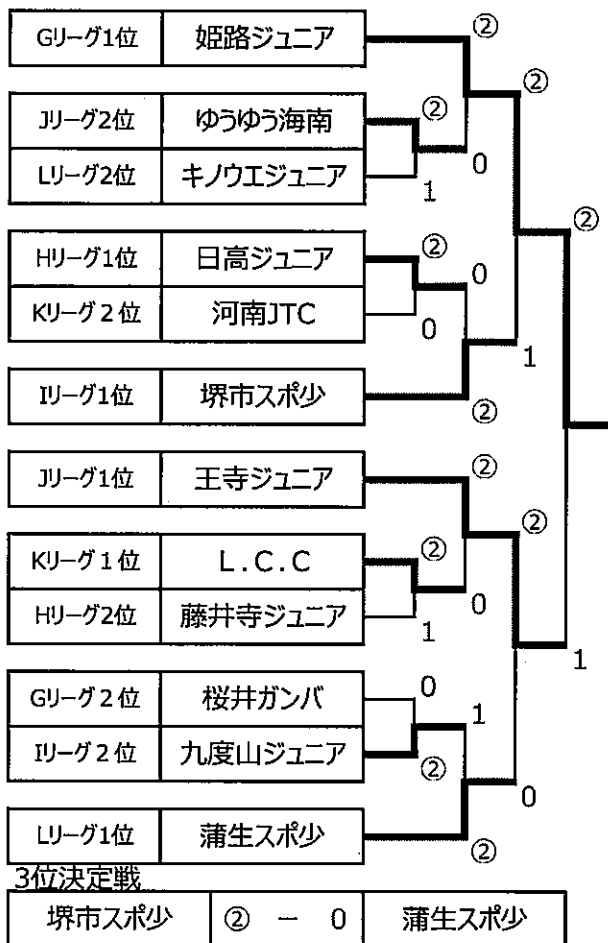 Gリーグ1位 姫路ジュニア ②
②
Jリーグ2位 ゆうゆう海南 ②
0
Lリーグ2位 キノウエジュニア 1
②
Hリーグ1位 日高ジュニア ② 0
Kリーグ２位 河南JTC 0
1
Iリーグ1位 堺市スポ少 ②
Jリーグ1位 王寺ジュニア ②
②
Kリーグ１位 L．C．C ②
0
Hリーグ2位 藤井寺ジュニア 1
1
Gリーグ２位 桜井ガンバ 0
1
Iリーグ２位 九度山ジュニア ②
0
Lリーグ1位 蒲生スポ少 ②
3位決定戦
堺市スポ少 ② － 0 蒲生スポ少